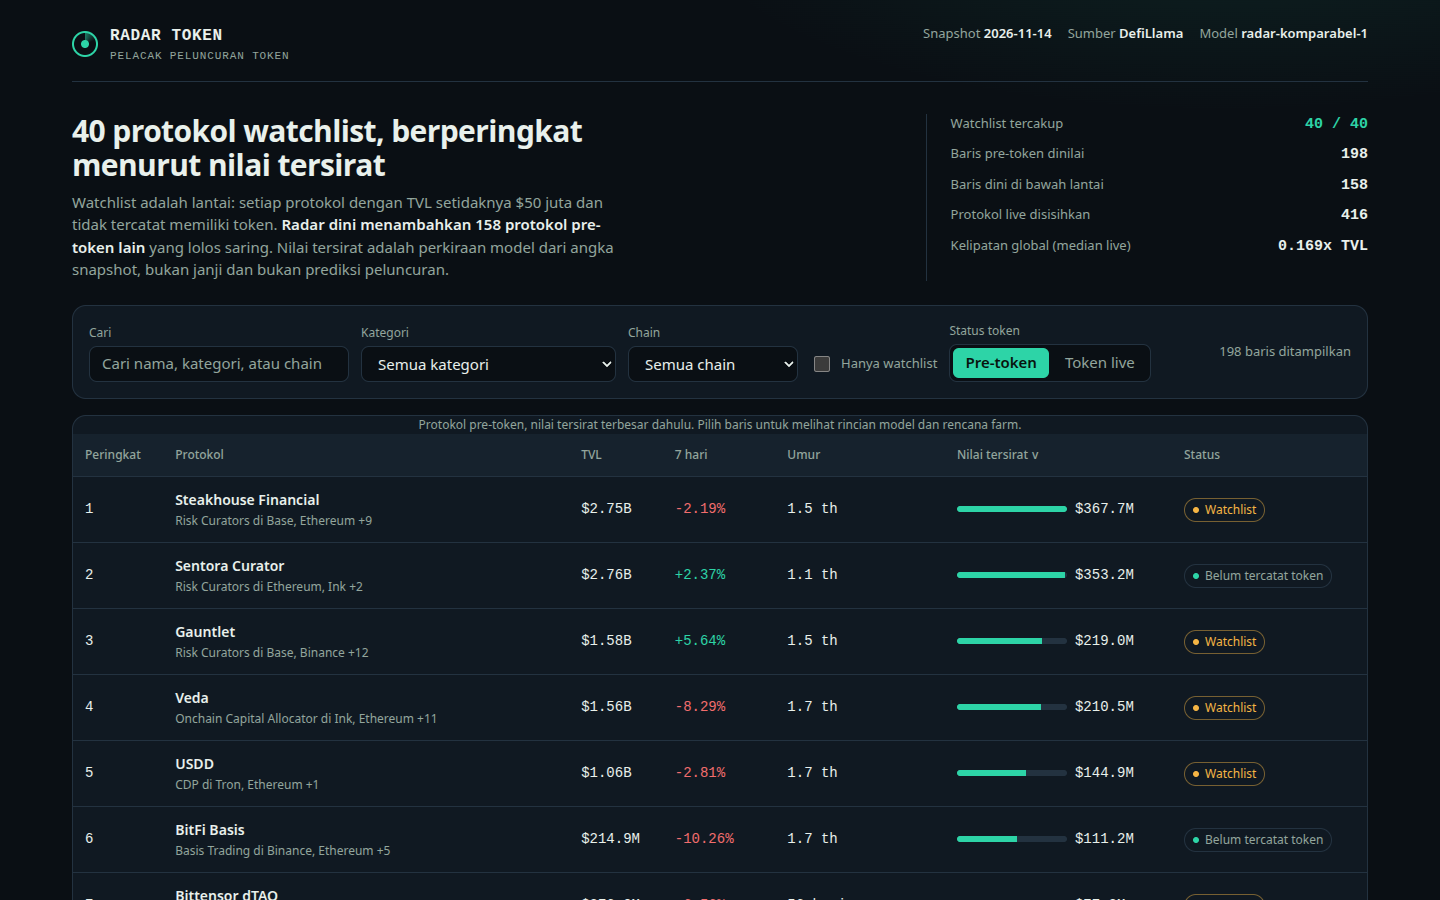 RADAR TOKEN
PELACAK PELUNCURAN TOKEN
Snapshot 2026-11-14 Sumber DefiLlama Model radar-komparabel-1
40 protokol watchlist, berperingkat
menurut nilai tersirat
Watchlist adalah lantai: setiap protokol dengan TVL setidaknya $50 juta dan
tidak tercatat memiliki token. Radar dini menambahkan 158 protokol pre-
token lain yang lolos saring. Nilai tersirat adalah perkiraan model dari angka
snapshot, bukan janji dan bukan prediksi peluncuran.
Watchlist tercakup 40 / 40
Baris pre-token dinilai 198
Baris dini di bawah lantai 158
Protokol live disisihkan 416
Kelipatan global (median live) 0.169x TVL
Cari
Cari nama, kategori, atau chain
Kategori
Semua kategori
Chain
Semua chain
Hanya watchlist
Status token
Pre-token Token live
198 baris ditampilkan
Protokol pre-token, nilai tersirat terbesar dahulu. Pilih baris untuk melihat rincian model dan rencana farm.
Peringkat Protokol TVL 7 hari Umur Nilai tersirat v Status
1 Steakhouse Financial $2.75B -2.19% 1.5 th $367.7M Watchlist
Risk Curators di Base, Ethereum +9
2 Sentora Curator $2.76B +2.37% 1.1 th $353.2M Belum tercatat token
Risk Curators di Ethereum, Ink +2
3 Gauntlet $1.58B +5.64% 1.5 th $219.0M Watchlist
Risk Curators di Base, Binance +12
4 Veda $1.56B -8.29% 1.7 th $210.5M Watchlist
Onchain Capital Allocator di Ink, Ethereum +11
5 USDD $1.06B -2.81% 1.7 th $144.9M Watchlist
CDP di Tron, Ethereum +1
6 BitFi Basis $214.9M -10.26% 1.7 th $111.2M Belum tercatat token
Basis Trading di Binance, Ethereum +5
Bittensor dTAO